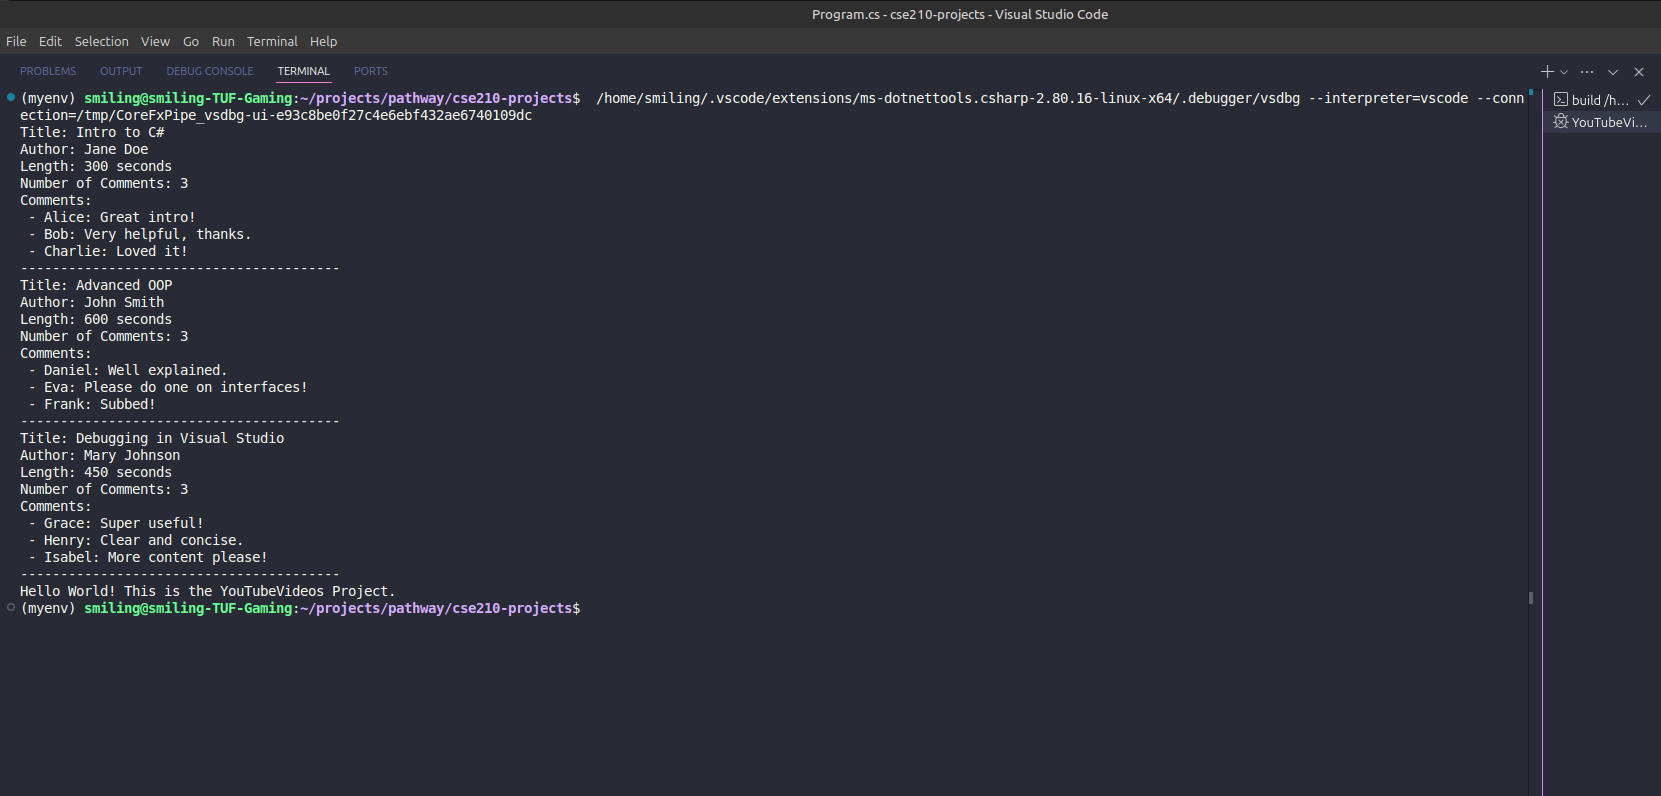 Program.cs - cse210-projects - Visual Studio Code
File Edit Selection View Go Run Terminal Help
PROBLEMS OUTPUT DEBUG CONSOLE TERMINAL PORTS
(myenv) smiling@smiling-TUF-Gaming:~/projects/pathway/cse210-projects$  /home/smiling/.vscode/extensions/ms-dotnettools.csharp-2.80.16-linux-x64/.debugger/vsdbg --interpreter=vscode --conn
ection=/tmp/CoreFxPipe_vsdbg-ui-e93c8be0f27c4e6ebf432ae6740109dc
Title: Intro to C#
Author: Jane Doe
Length: 300 seconds
Number of Comments: 3
Comments:
 - Alice: Great intro!
 - Bob: Very helpful, thanks.
 - Charlie: Loved it!
----------------------------------------
Title: Advanced OOP
Author: John Smith
Length: 600 seconds
Number of Comments: 3
Comments:
 - Daniel: Well explained.
 - Eva: Please do one on interfaces!
 - Frank: Subbed!
----------------------------------------
Title: Debugging in Visual Studio
Author: Mary Johnson
Length: 450 seconds
Number of Comments: 3
Comments:
 - Grace: Super useful!
 - Henry: Clear and concise.
 - Isabel: More content please!
----------------------------------------
Hello World! This is the YouTubeVideos Project.
(myenv) smiling@smiling-TUF-Gaming:~/projects/pathway/cse210-projects$
build /h...
YouTubeVi...